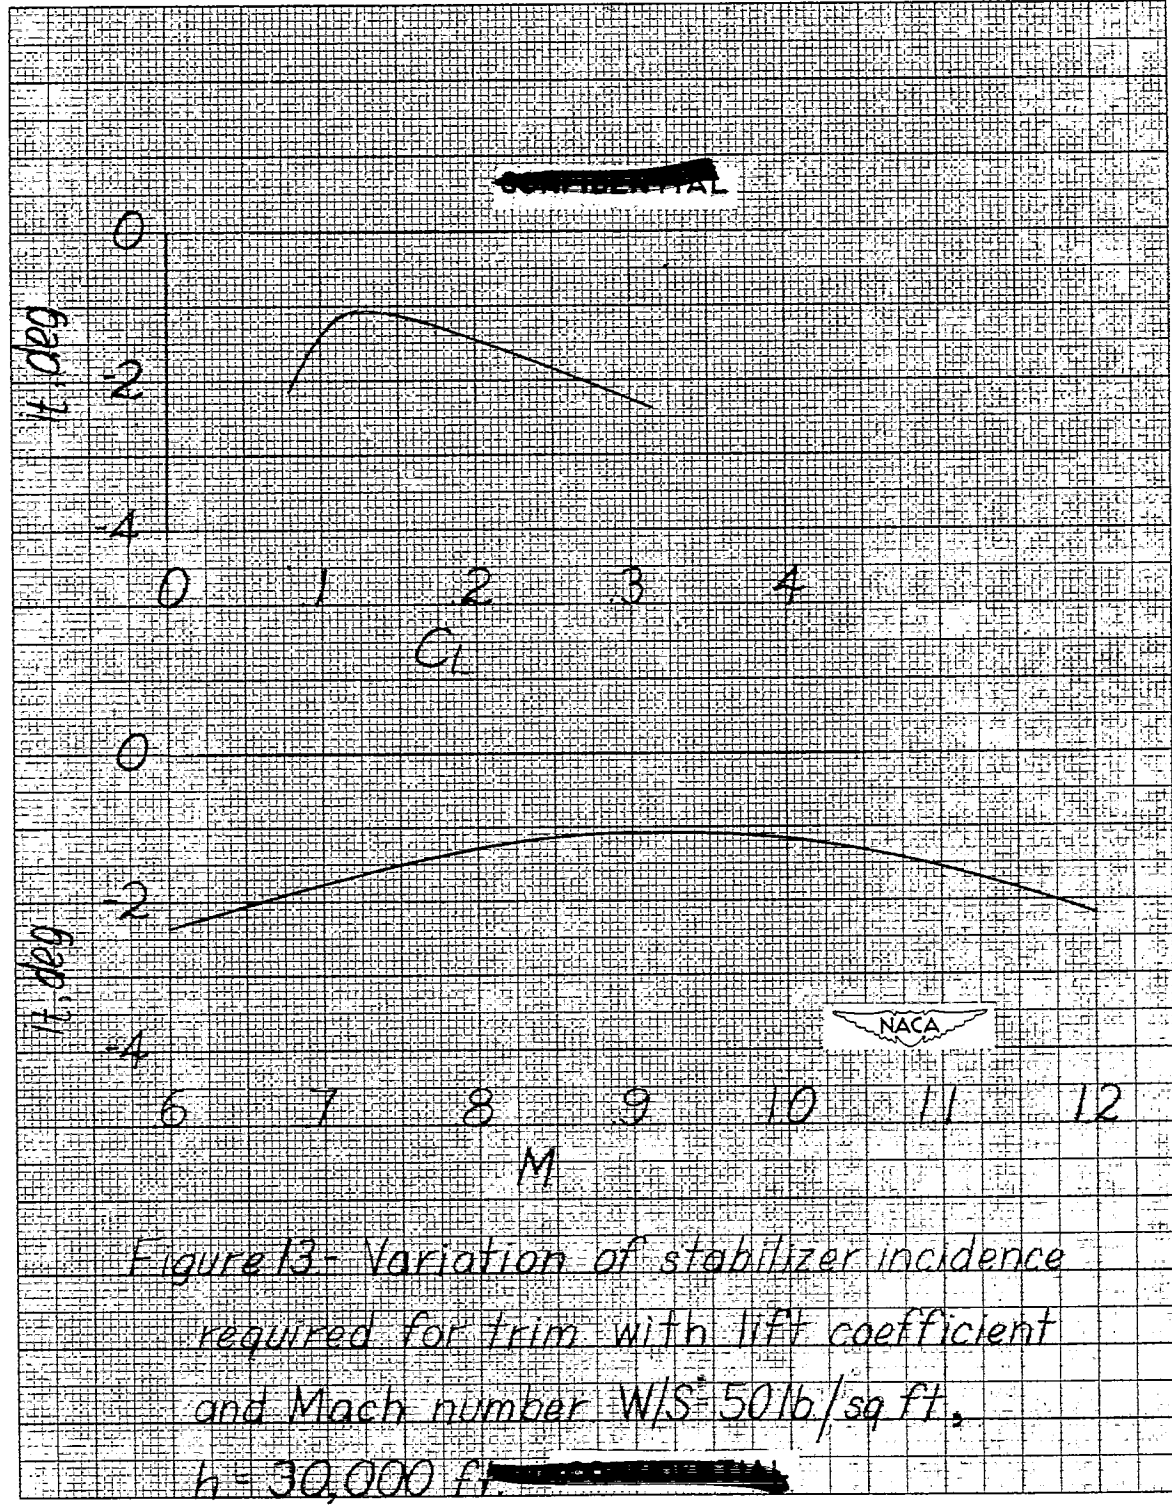 CONFIDENTIAL
0
it, deg
-2
-4
0 .1 .2 .3 .4
CL
0
-2
it, deg
-4
NACA
.6 .7 .8 .9 1.0 1.1 1.2
M
Figure 13.- Variation of stabilizer incidence
required for trim with lift coefficient
and Mach number W/S=50 lb/sq ft,
h = 30,000 ft.